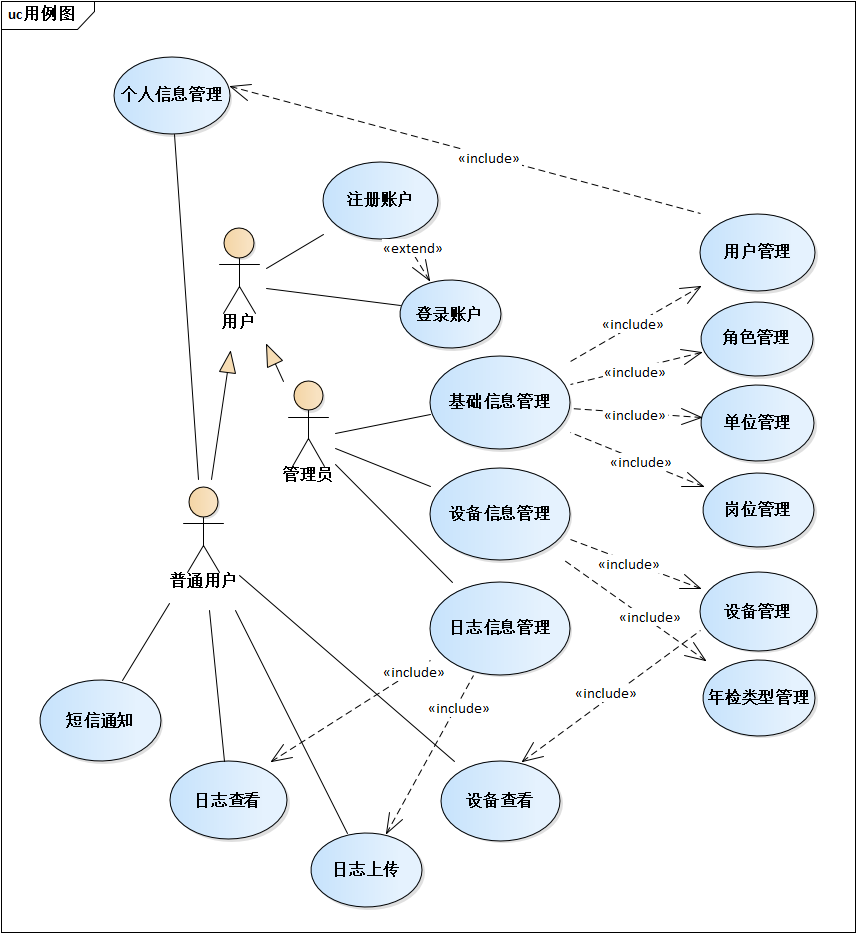 uc用例图
个人信息管理
«include»
注册账户
用户管理
«extend»
用户
登录账户
«include»
角色管理
«include»
基础信息管理
«include»
单位管理
«include»
管理员
设备信息管理
岗位管理
«include»
普通用户
设备管理
«include»
日志信息管理
«include»
«include»
年检类型管理
«include»
短信通知
日志查看
设备查看
日志上传